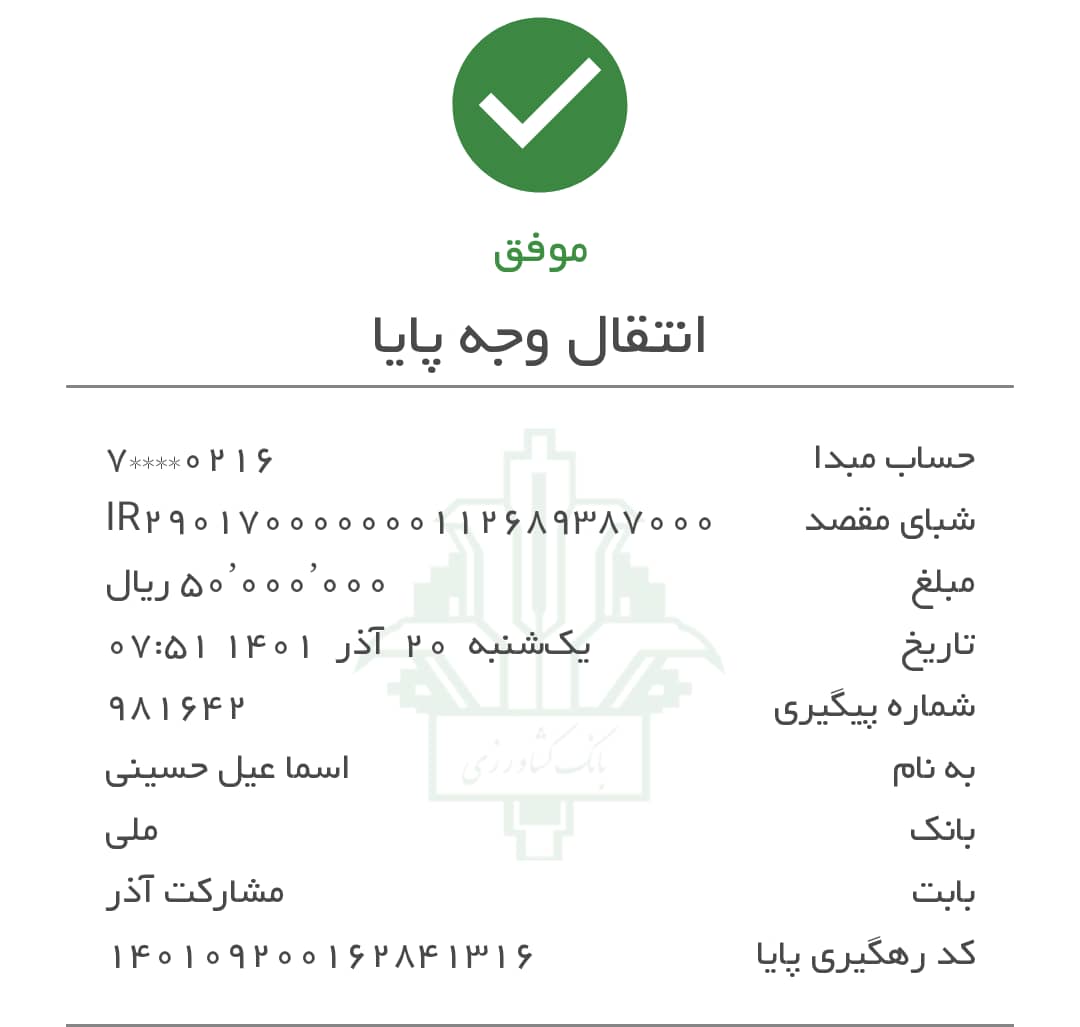 موفق
انتقال وجه پایا
حساب مبدا ۷****۰۲۱۶
شبای مقصد IR۲۹۰۱۷۰۰۰۰۰۰۰۱۱۲۶۸۹۳۸۷۰۰۰
مبلغ ۵۰٬۰۰۰٬۰۰۰ ریال
تاریخ یک‌شنبه ۲۰ آذر ۱۴۰۱ ۰۷:۵۱
شماره پیگیری ۹۸۱۶۴۲
به نام اسما عیل حسینی
بانک ملی
بانک کشاورزی
بابت مشارکت آذر
کد رهگیری پایا ۱۴۰۱۰۹۲۰۰۱۶۲۸۴۱۳۱۶